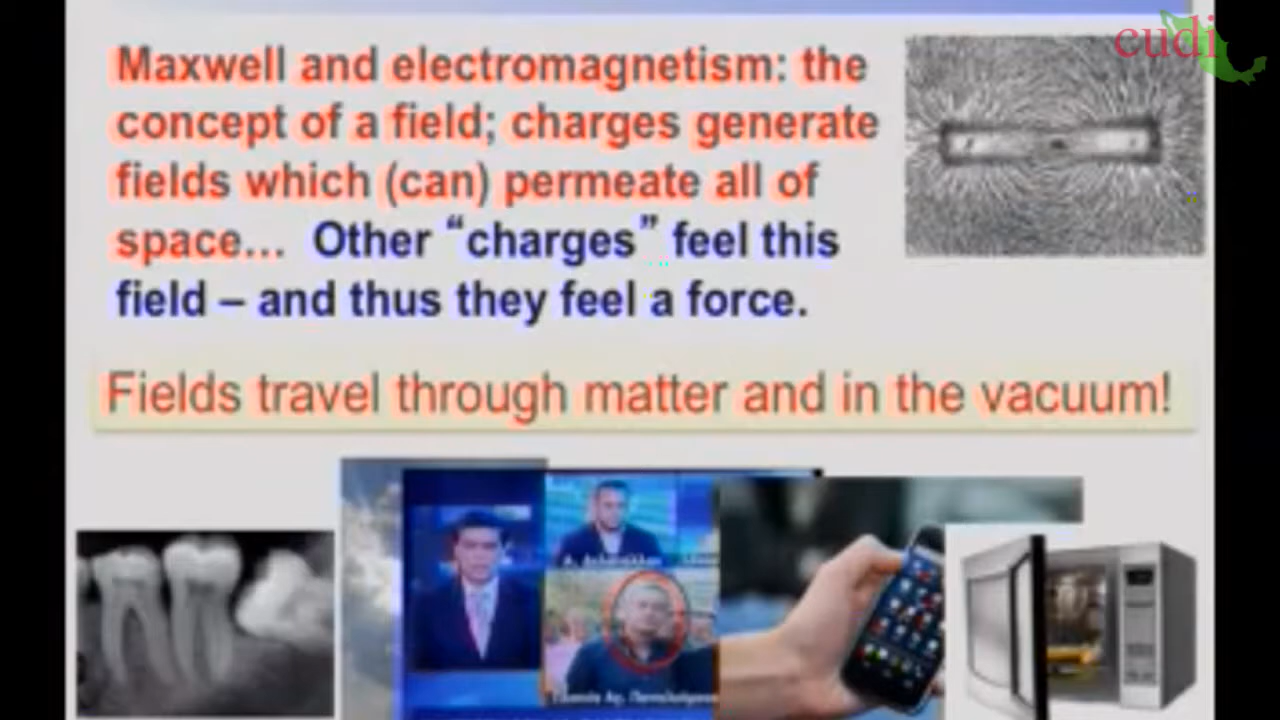 cudi
Maxwell and electromagnetism: the
concept of a field; charges generate
fields which (can) permeate all of
space… Other “charges” feel this
field – and thus they feel a force.
Fields travel through matter and in the vacuum!